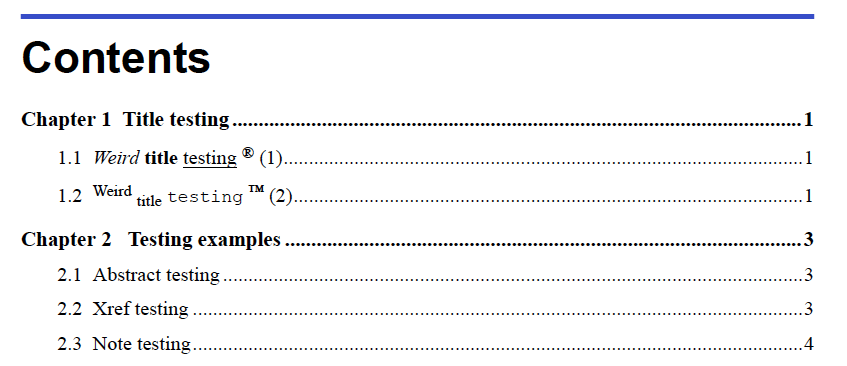 Contents
Chapter 1 Title testing........................................................................................................1
1.1 Weird title testing ® (1)........................................................................................................1
1.2 Weird title testing ™ (2)........................................................................................................1
Chapter 2 Testing examples........................................................................................................3
2.1 Abstract testing........................................................................................................3
2.2 Xref testing........................................................................................................3
2.3 Note testing........................................................................................................4